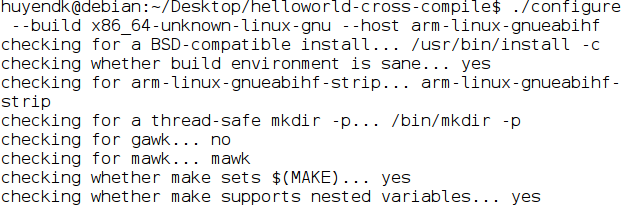 huyendk@debian:~/Desktop/helloworld-cross-compile$ ./configure
 --build x86_64-unknown-linux-gnu --host arm-linux-gnueabihf
checking for a BSD-compatible install... /usr/bin/install -c
checking whether build environment is sane... yes
checking for arm-linux-gnueabihf-strip... arm-linux-gnueabihf-
strip
checking for a thread-safe mkdir -p... /bin/mkdir -p
checking for gawk... no
checking for mawk... mawk
checking whether make sets $(MAKE)... yes
checking whether make supports nested variables... yes